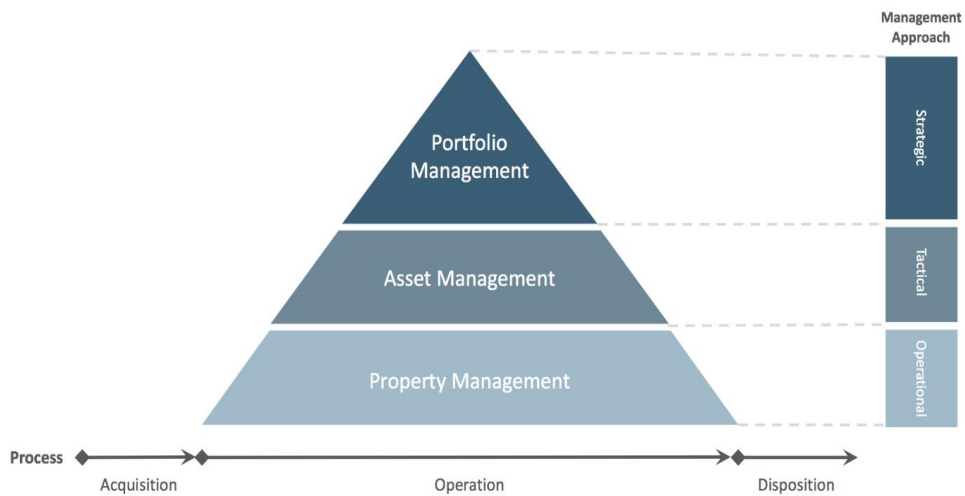 Management
Approach
Portfolio
Management
Strategic
Asset Management
Tactical
Property Management
Operational
Process
Acquisition
Operation
Disposition